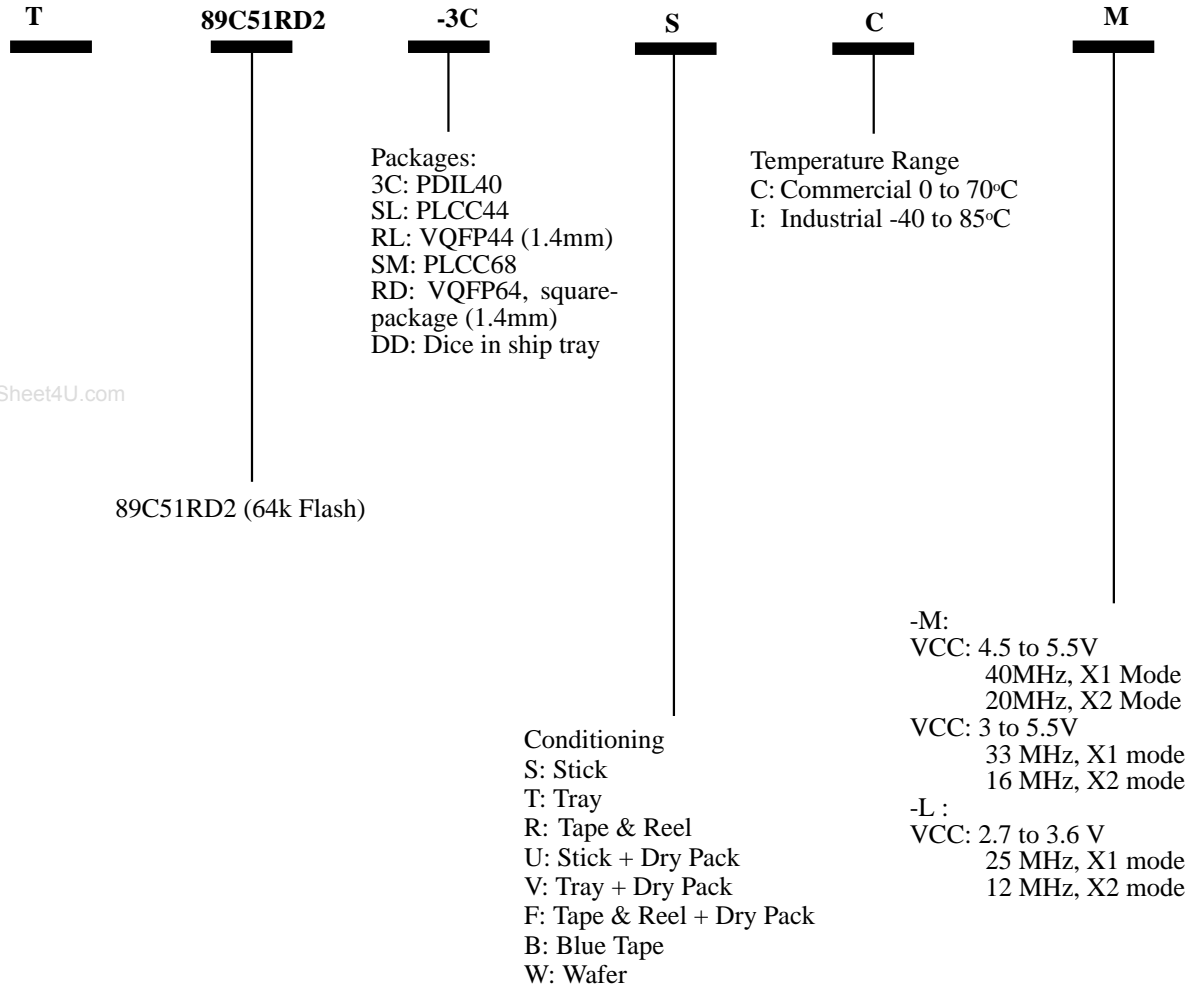 T 89C51RD2 -3C S C M
Packages:
3C: PDIL40
SL: PLCC44
RL: VQFP44 (1.4mm)
SM: PLCC68
RD: VQFP64, square-
package (1.4mm)
DD: Dice in ship tray
Temperature Range
C: Commercial 0 to 70°C
I: Industrial -40 to 85°C
Sheet4U.com
89C51RD2 (64k Flash)
Conditioning
S: Stick
T: Tray
R: Tape & Reel
U: Stick + Dry Pack
V: Tray + Dry Pack
F: Tape & Reel + Dry Pack
B: Blue Tape
W: Wafer
-M:
VCC: 4.5 to 5.5V
40MHz, X1 Mode
20MHz, X2 Mode
VCC: 3 to 5.5V
33 MHz, X1 mode
16 MHz, X2 mode
-L :
VCC: 2.7 to 3.6 V
25 MHz, X1 mode
12 MHz, X2 mode